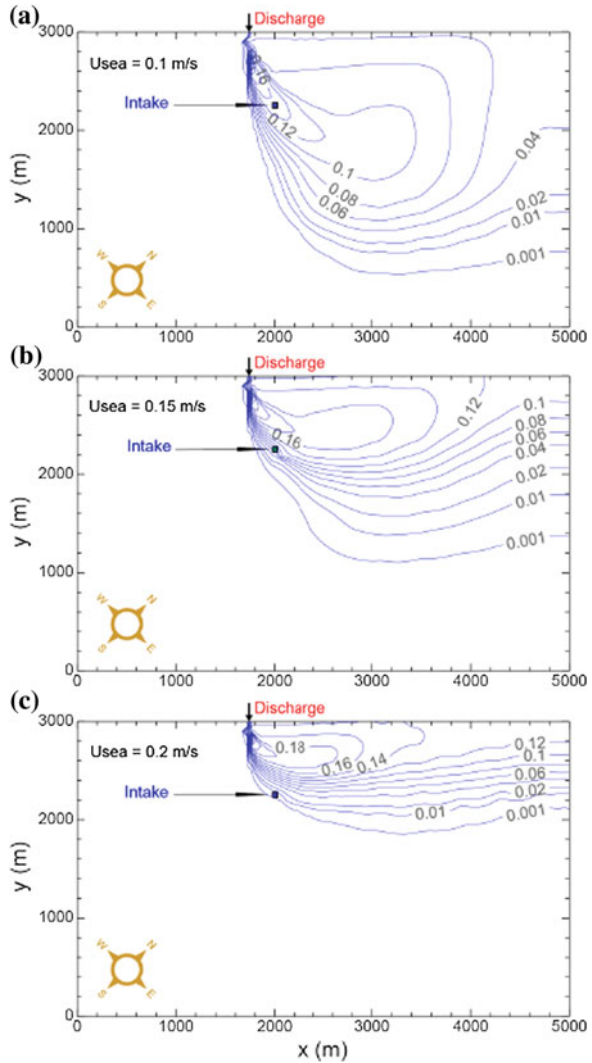 (a)
Discharge
3000
Usea = 0.1 m/s
0.16
Intake
0.12
2000
0.1
0.04
0.08
0.06
0.02
0.01
1000
0.001
W N
S E
y (m)
0
0 1000 2000 3000 4000 5000
(b)
Discharge
3000
Usea = 0.15 m/s
0.12
0.1
0.08
0.16
0.06
Intake
0.04
2000
0.02
0.01
0.001
1000
W N
S E
y (m)
0
0 1000 2000 3000 4000 5000
(c)
Discharge
3000
Usea = 0.2 m/s
0.18
0.12
0.16
0.14
0.1
0.06
Intake
0.02
0.01
0.001
2000
1000
W N
S E
y (m)
0
0 1000 2000 3000 4000 5000
x (m)